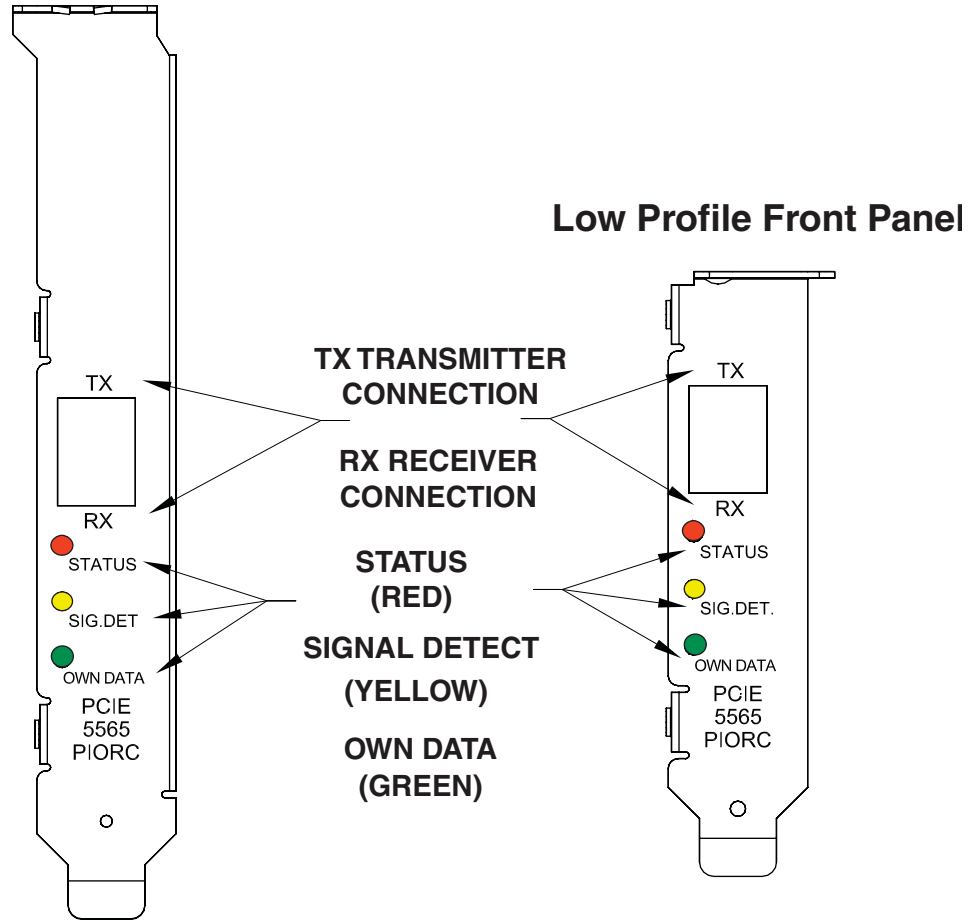 Low Profile Front Panel
TX
RX
STATUS
SIG.DET
OWN DATA
PCIE
5565
PIORC
TX TRANSMITTER
CONNECTION
RX RECEIVER
CONNECTION
STATUS
(RED)
SIGNAL DETECT
(YELLOW)
OWN DATA
(GREEN)
TX
RX
STATUS
SIG.DET.
OWN DATA
PCIE
5565
PIORC